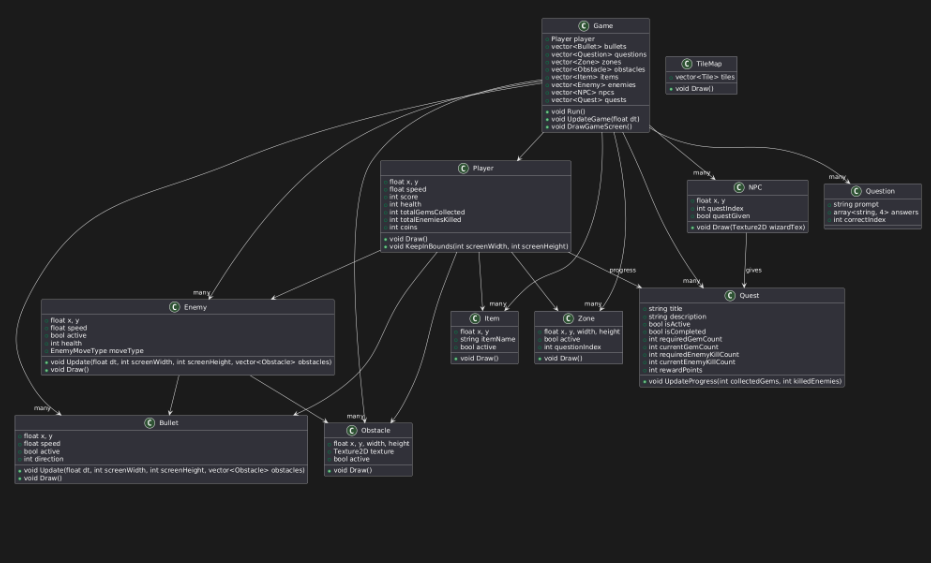 C Game
Player player
vector<Bullet> bullets
vector<Question> questions
vector<Zone> zones
vector<Obstacle> obstacles
vector<Item> items
vector<Enemy> enemies
vector<NPC> npcs
vector<Quest> quests
void Run()
void UpdateGame(float dt)
void DrawGameScreen()
C TileMap
vector<Tile> tiles
void Draw()
C Player
float x, y
float speed
int score
int health
int totalGemsCollected
int totalEnemiesKilled
int coins
void Draw()
void KeepInBounds(int screenWidth, int screenHeight)
many
C NPC
float x, y
int questIndex
bool questGiven
void Draw(Texture2D wizardTex)
many
C Question
string prompt
array<string, 4> answers
int correctIndex
progress
gives
many
C Enemy
float x, y
float speed
bool active
int health
EnemyMoveType moveType
void Update(float dt, int screenWidth, int screenHeight, vector<Obstacle> obstacles)
void Draw()
many
C Item
float x, y
string itemName
bool active
void Draw()
many
C Zone
float x, y, width, height
bool active
int questionIndex
void Draw()
many
C Quest
string title
string description
bool isActive
bool isCompleted
int requiredGemCount
int currentGemCount
int requiredEnemyKillCount
int currentEnemyKillCount
int rewardPoints
void UpdateProgress(int collectedGems, int killedEnemies)
many
C Bullet
float x, y
float speed
bool active
int direction
void Update(float dt, int screenWidth, int screenHeight, vector<Obstacle> obstacles)
void Draw()
many
C Obstacle
float x, y, width, height
Texture2D texture
bool active
void Draw()